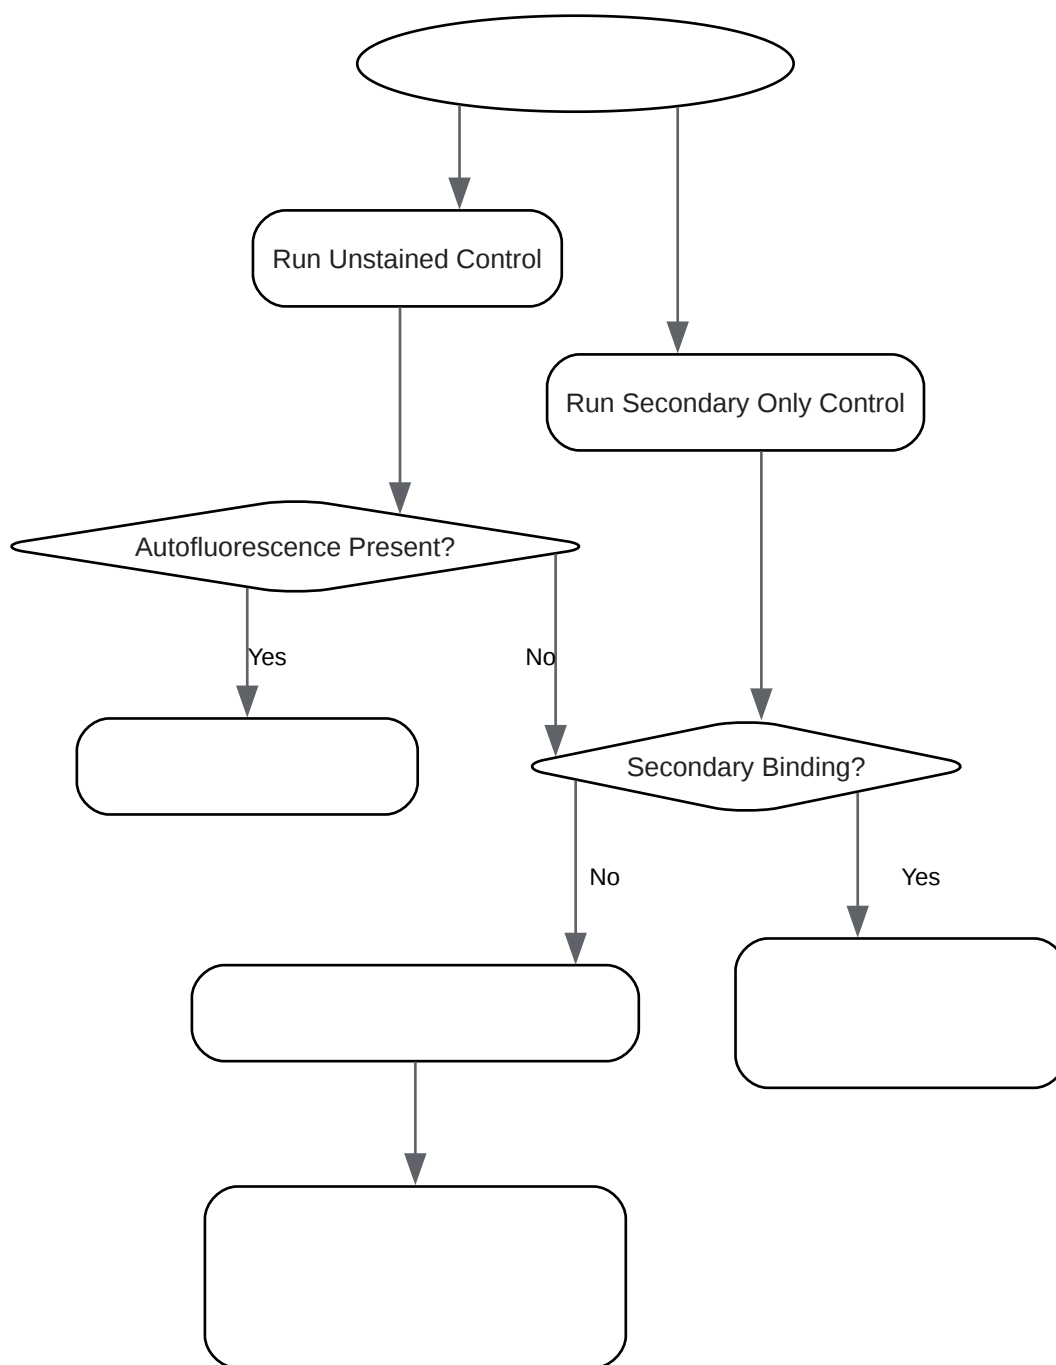 Run Unstained Control
Run Secondary Only Control
Autofluorescence Present?
Yes
No
Secondary Binding?
No
Yes